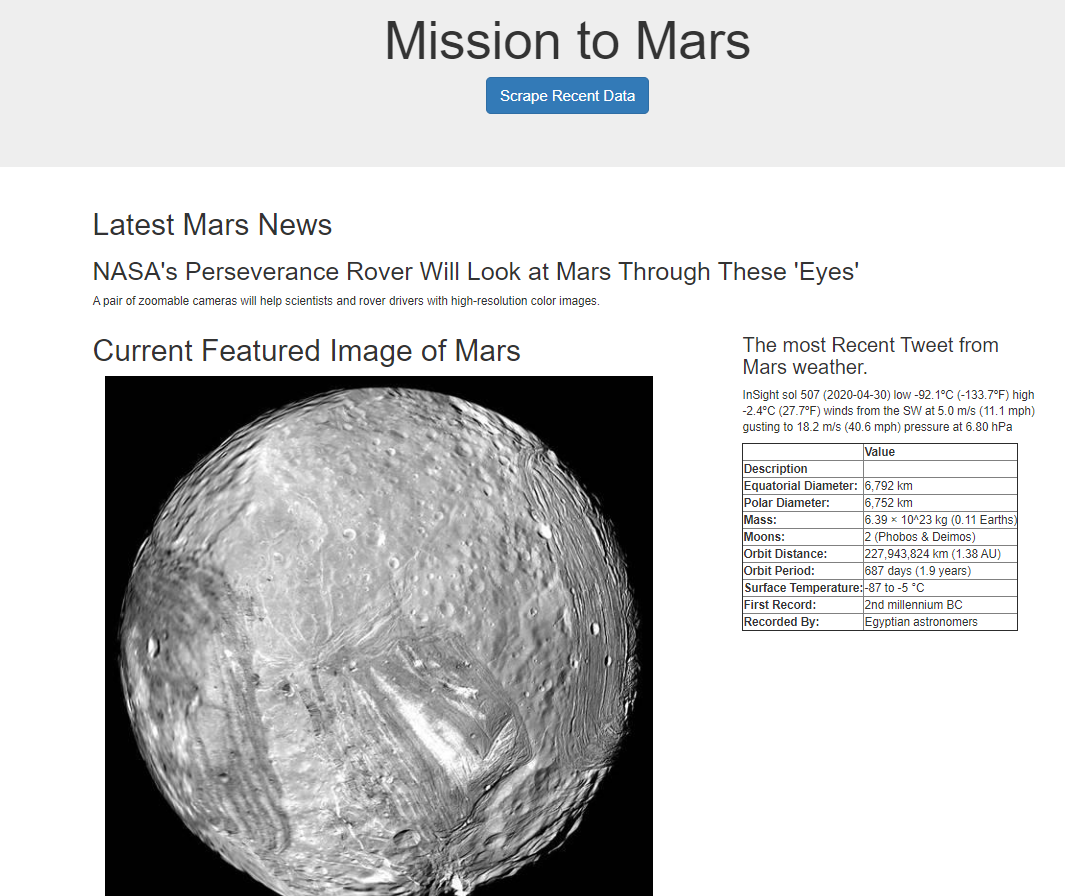 Mission to Mars
Scrape Recent Data
Latest Mars News
NASA's Perseverance Rover Will Look at Mars Through These 'Eyes'
A pair of zoomable cameras will help scientists and rover drivers with high-resolution color images.
Current Featured Image of Mars
The most Recent Tweet from
Mars weather.
InSight sol 507 (2020-04-30) low -92.1ºC (-133.7ºF) high
-2.4ºC (27.7ºF) winds from the SW at 5.0 m/s (11.1 mph)
gusting to 18.2 m/s (40.6 mph) pressure at 6.80 hPa
Value
Description
Equatorial Diameter: 6,792 km
Polar Diameter: 6,752 km
Mass: 6.39 × 10^23 kg (0.11 Earths)
Moons: 2 (Phobos & Deimos)
Orbit Distance: 227,943,824 km (1.38 AU)
Orbit Period: 687 days (1.9 years)
Surface Temperature: -87 to -5 °C
First Record: 2nd millennium BC
Recorded By: Egyptian astronomers